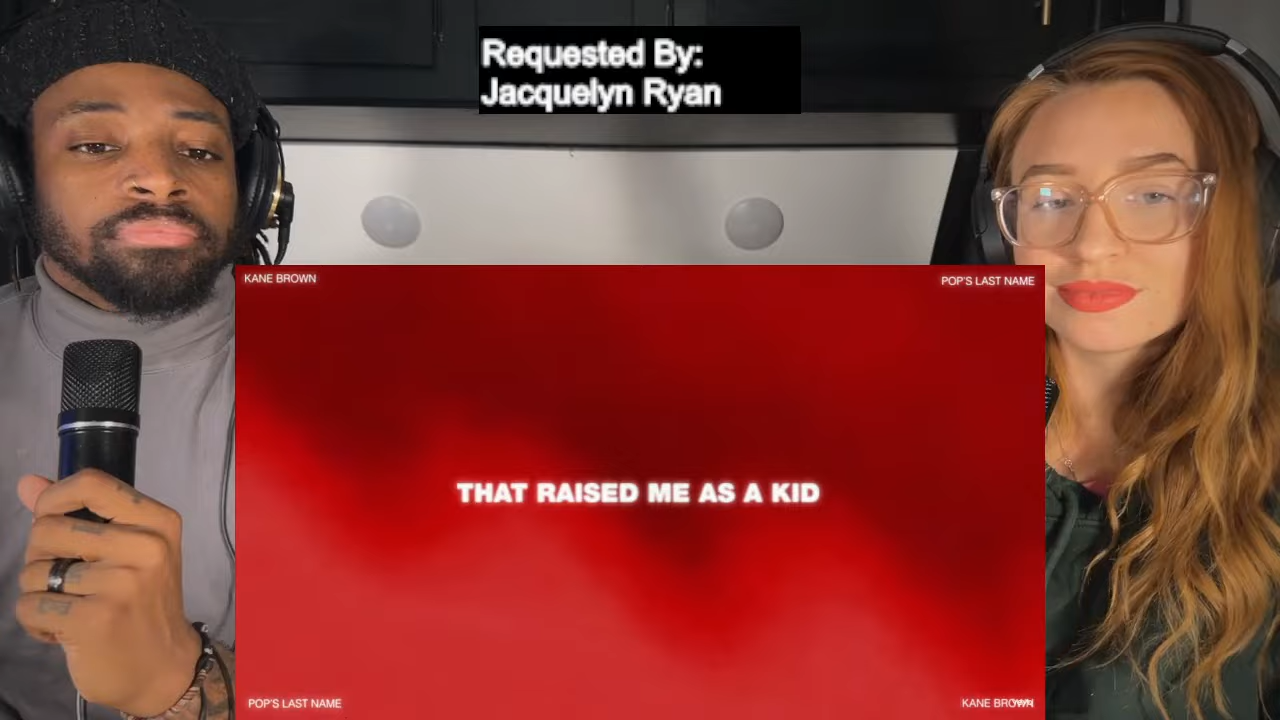 Requested By:
Jacquelyn Ryan
KANE BROWN
POP'S LAST NAME
THAT RAISED ME AS A KID
POP'S LAST NAME
KANE BROWN